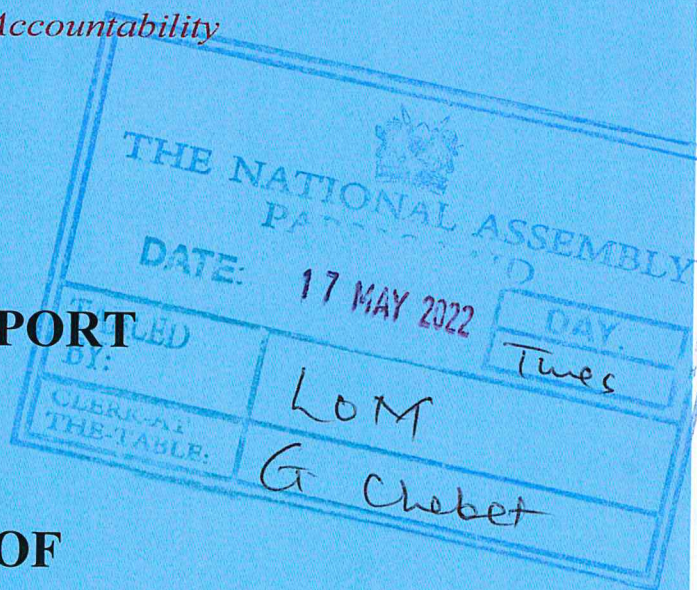 Accountability
THE NATIONAL ASSEMBLY
DATE: 17 MAY 2022
DAY.
Tues
PORT
BY:
LOM
CLERK-AT
THE-TABLE:
G Chebet
OF